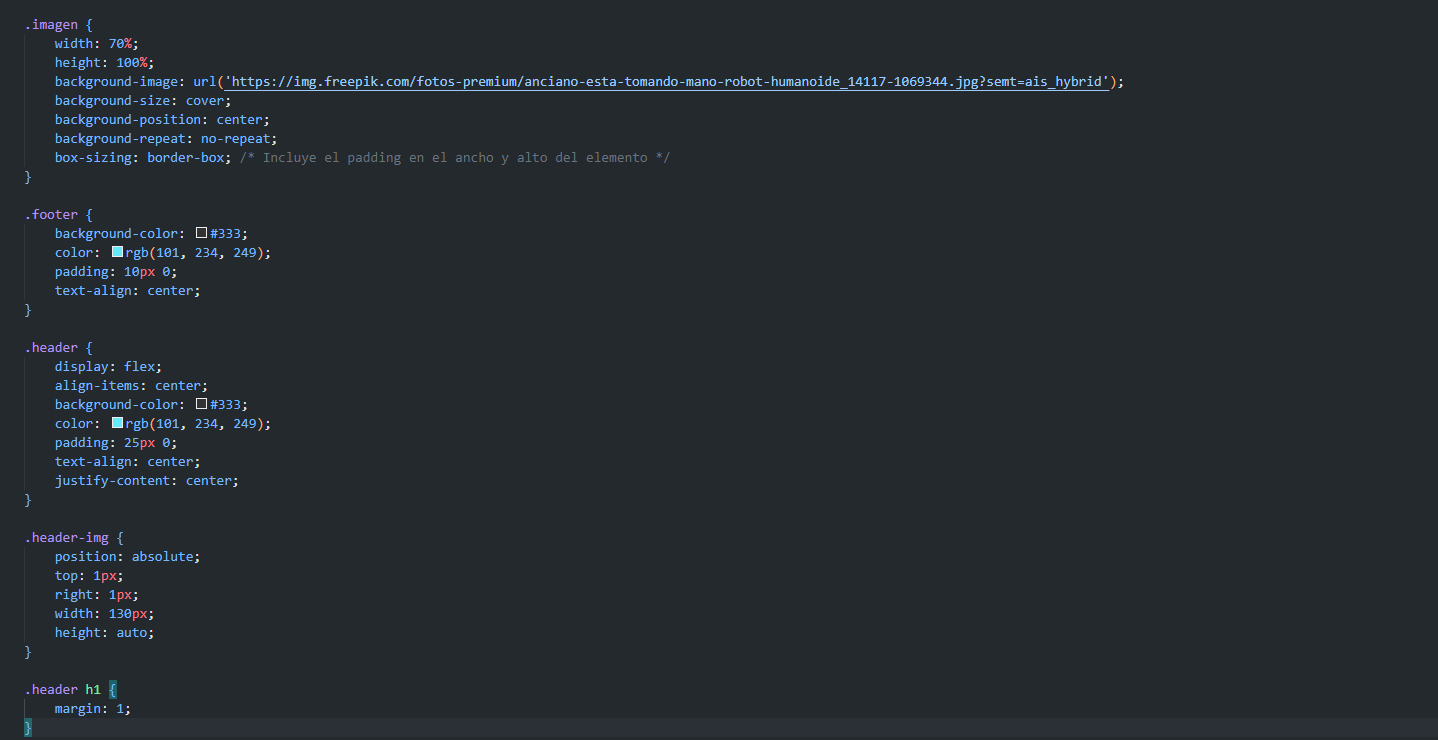 .imagen {
    width: 70%;
    height: 100%;
    background-image: url('https://img.freepik.com/fotos-premium/anciano-esta-tomando-mano-robot-humanoide_14117-1069344.jpg?semt=ais_hybrid');
    background-size: cover;
    background-position: center;
    background-repeat: no-repeat;
    box-sizing: border-box; /* Incluye el padding en el ancho y alto del elemento */
}
.footer {
    background-color: #333;
    color: rgb(101, 234, 249);
    padding: 10px 0;
    text-align: center;
}
.header {
    display: flex;
    align-items: center;
    background-color: #333;
    color: rgb(101, 234, 249);
    padding: 25px 0;
    text-align: center;
    justify-content: center;
}
.header-img {
    position: absolute;
    top: 1px;
    right: 1px;
    width: 130px;
    height: auto;
}
.header h1 {
    margin: 1;
}